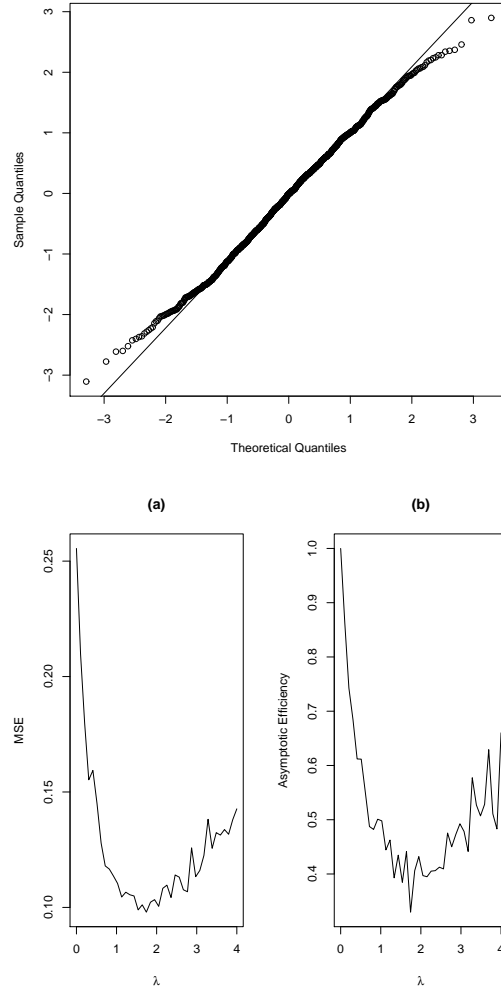 3
2
1
0
−1
−2
−3
Sample Quantiles
−3 −2 −1 0 1 2 3
Theoretical Quantiles
(a) (b)
0.25
0.20
0.15
0.10
MSE
0 1 2 3 4
λ
1.0
0.9
0.8
0.7
0.6
0.5
0.4
Asymptotic Efficiency
0 1 2 3 4
λ